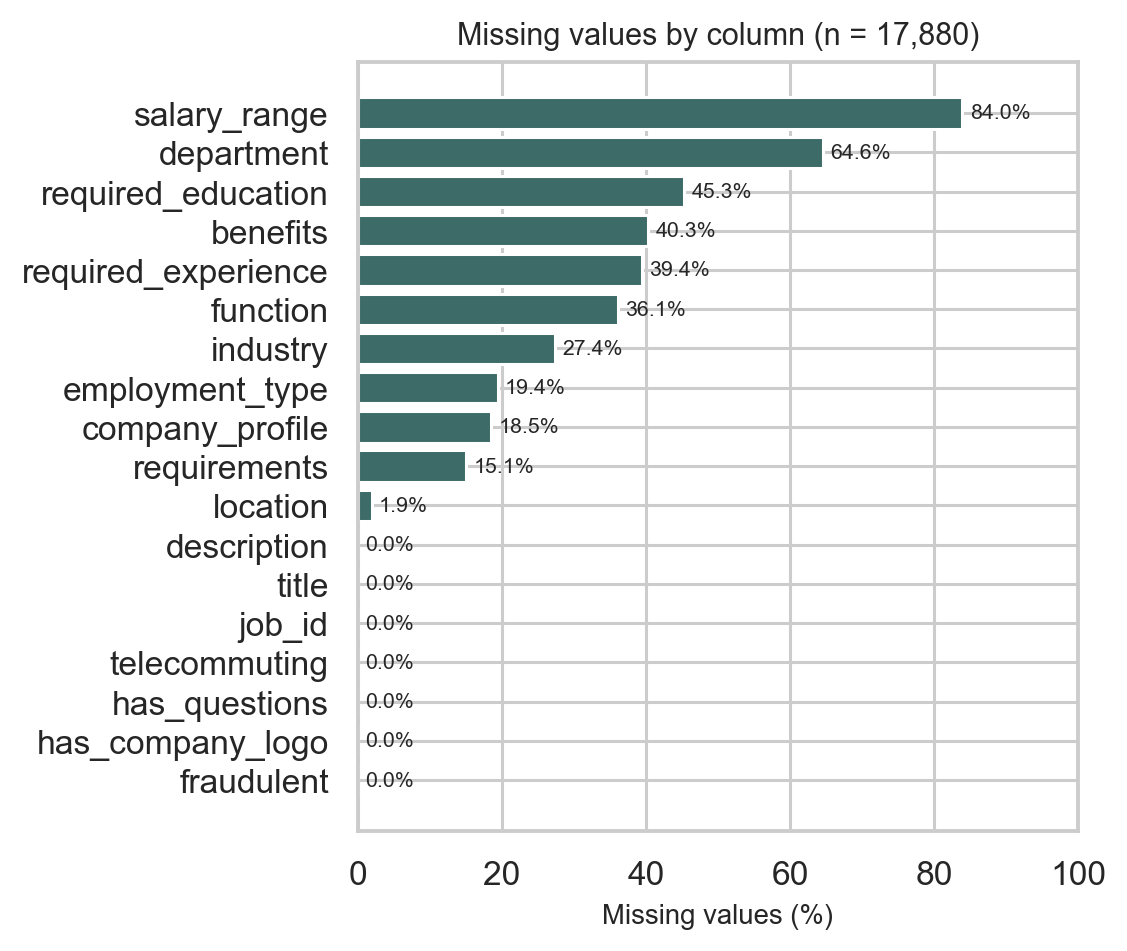 Missing values by column (n = 17,880)
salary_range 84.0%
department 64.6%
required_education 45.3%
benefits 40.3%
required_experience 39.4%
function 36.1%
industry 27.4%
employment_type 19.4%
company_profile 18.5%
requirements 15.1%
location 1.9%
description 0.0%
title 0.0%
job_id 0.0%
telecommuting 0.0%
has_questions 0.0%
has_company_logo 0.0%
fraudulent 0.0%
0 20 40 60 80 100
Missing values (%)